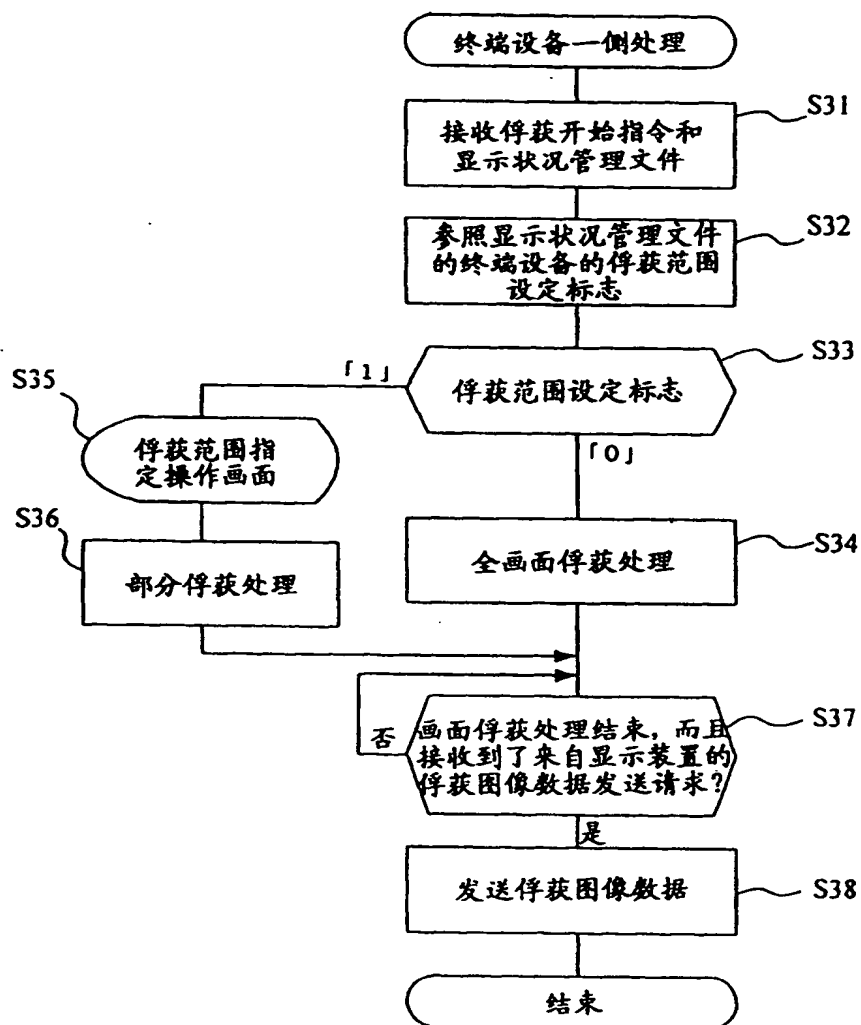 终端设备一侧处理
S31
接收俘获开始指令和
显示状况管理文件
S32
参照显示状况管理文件
的终端设备的俘获范围
设定标志
S33
俘获范围设定标志
「1」
「0」
S35
俘获范围指
定操作画面
S36
部分俘获处理
S34
全画面俘获处理
S37
画面俘获处理结束,而且
接收到了来自显示装置的
俘获图像数据发送请求?
否
是
S38
发送俘获图像数据
结束